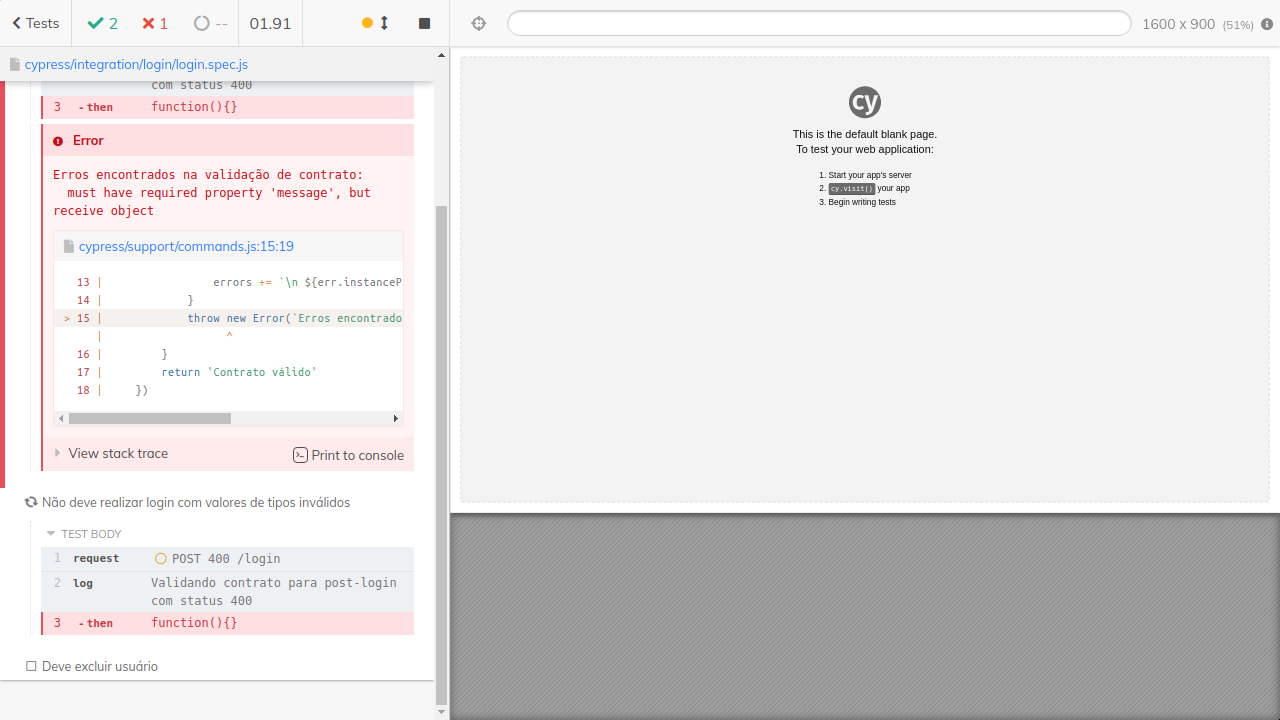 Tests 2 1 -- 01.91
1600 x 900 (51%)
cypress/integration/login/login.spec.js
com status 400
3 - then function(){}
Error
Erros encontrados na validação de contrato:
must have required property 'message', but
receive object
cypress/support/commands.js:15:19
13 | errors += `\n ${err.instanceP
14 | }
> 15 | throw new Error(`Erros encontrado
| ^
16 | }
17 | return 'Contrato válido'
18 | })
View stack trace Print to console
Não deve realizar login com valores de tipos inválidos
TEST BODY
1 request POST 400 /login
2 log Validando contrato para post-login
com status 400
3 - then function(){}
Deve excluir usuário
cy
This is the default blank page.
To test your web application:
1. Start your app's server
2. cy.visit() your app
3. Begin writing tests